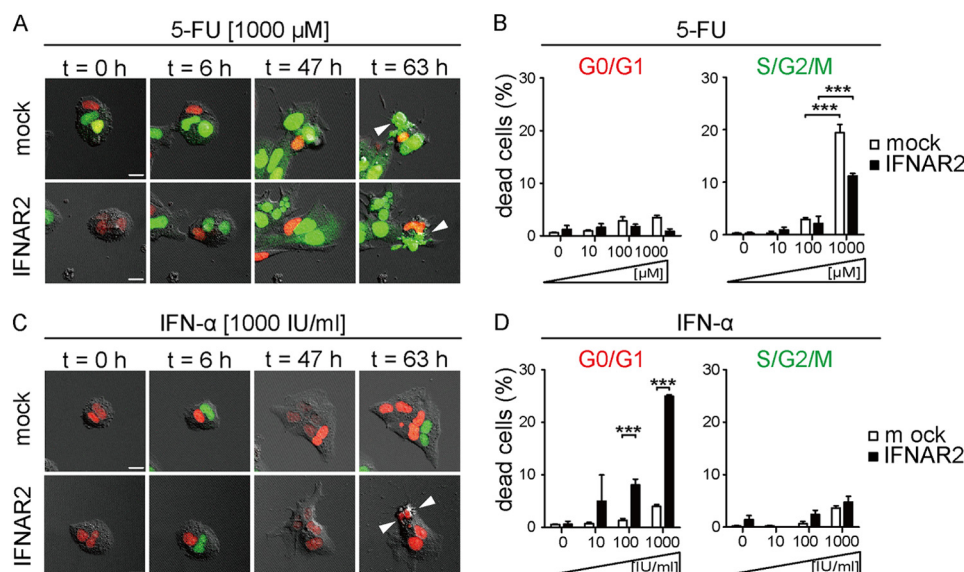 A
5-FU [1000 µM]
t = 0 h t = 6 h t = 47 h t = 63 h
mock
IFNAR2
B
5-FU
G0/G1 S/G2/M
dead cells (%)
30
20
10
0
0 10 100 1000
[µM]
30
20
10
0
*** 
***
mock
IFNAR2
0 10 100 1000
[µM]
C
IFN-α [1000 IU/ml]
t = 0 h t = 6 h t = 47 h t = 63 h
mock
IFNAR2
D
IFN-α
G0/G1 S/G2/M
dead cells (%)
30
20
10
0
***
***
0 10 100 1000
[IU/ml]
30
20
10
0
m ock
IFNAR2
0 10 100 1000
[IU/ml]